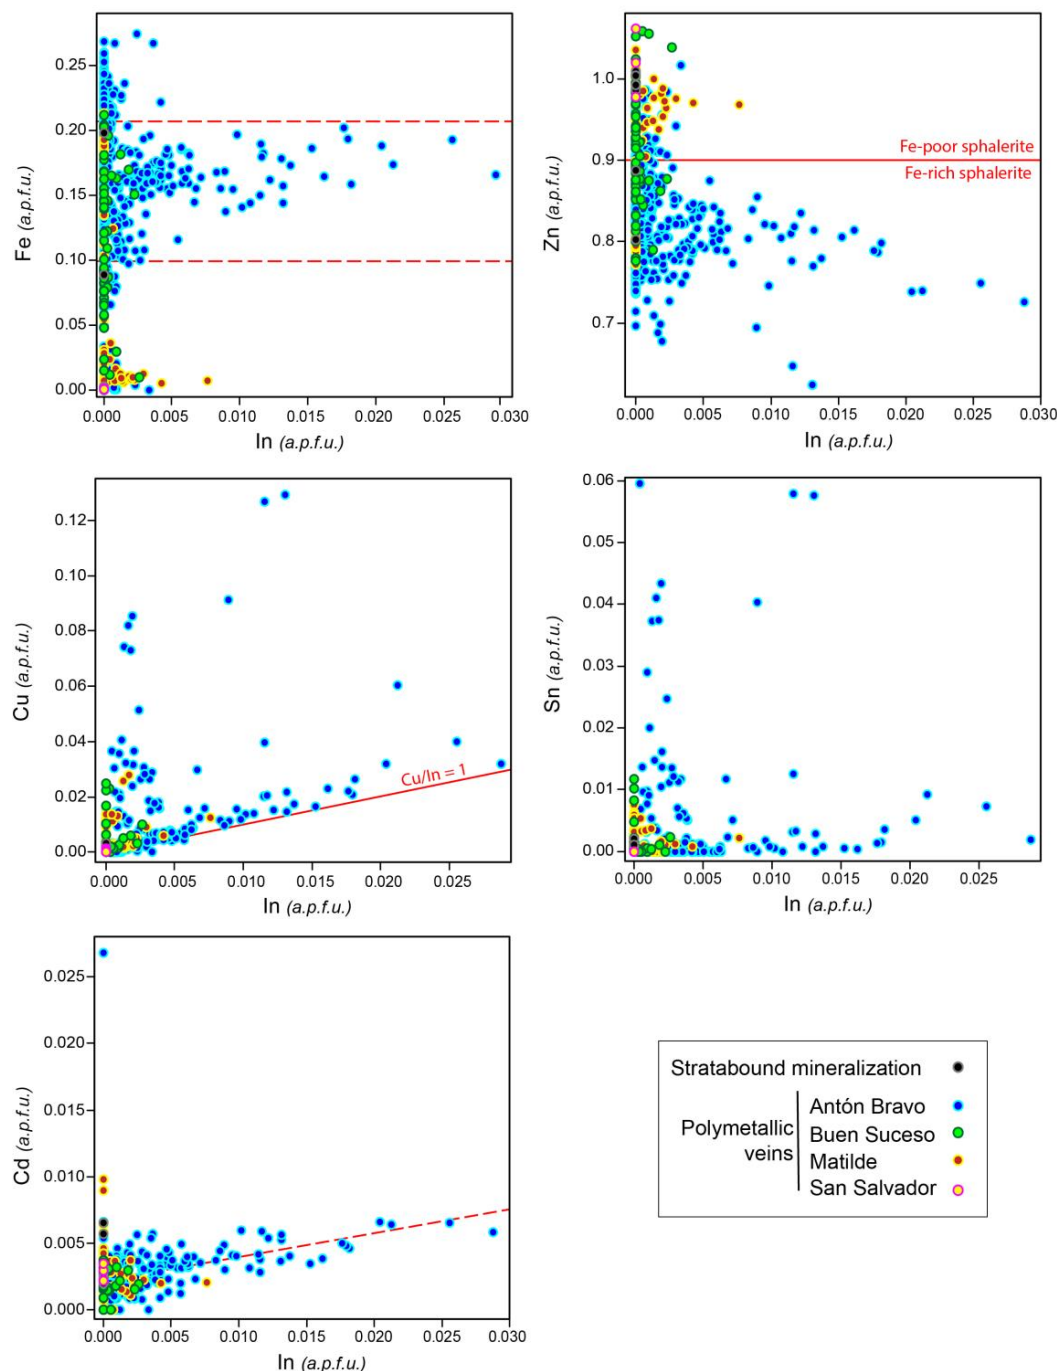 0.25
0.20
0.15
0.10
0.05
0.00
Fe (a.p.f.u.)
0.000 0.005 0.010 0.015 0.020 0.025 0.030
In (a.p.f.u.)
1.0
0.9
0.8
0.7
Zn (a.p.f.u.)
Fe-poor sphalerite
Fe-rich sphalerite
0.000 0.005 0.010 0.015 0.020 0.025 0.030
In (a.p.f.u.)
0.12
0.10
0.08
0.06
0.04
0.02
0.00
Cu (a.p.f.u.)
Cu/In = 1
0.000 0.005 0.010 0.015 0.020 0.025
In (a.p.f.u.)
0.06
0.05
0.04
0.03
0.02
0.01
0.00
Sn (a.p.f.u.)
0.000 0.005 0.010 0.015 0.020 0.025
In (a.p.f.u.)
0.025
0.020
0.015
0.010
0.005
0.000
Cd (a.p.f.u.)
0.000 0.005 0.010 0.015 0.020 0.025 0.030
In (a.p.f.u.)
Stratabound mineralization
Polymetallic
veins
Antón Bravo
Buen Suceso
Matilde
San Salvador